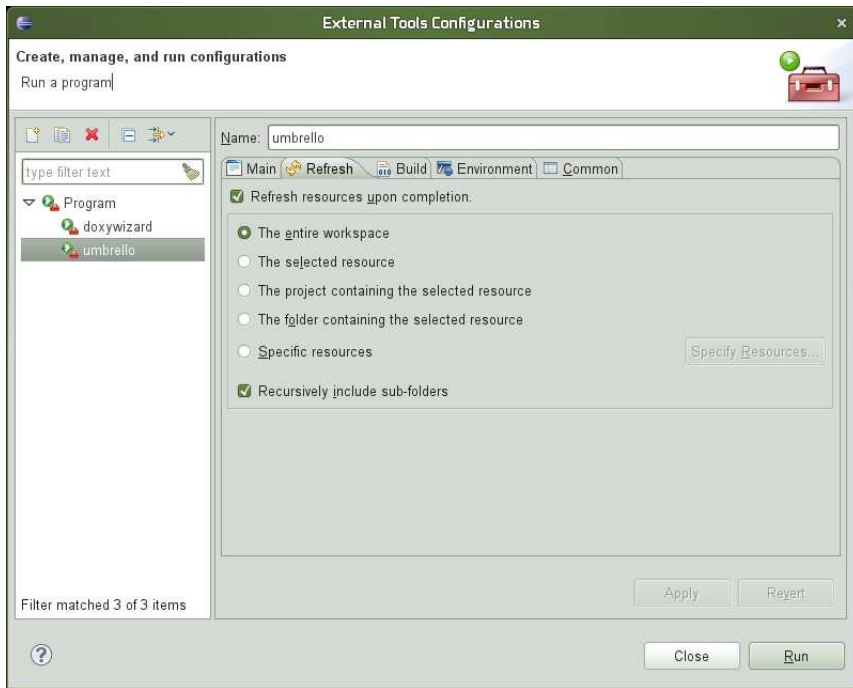 External Tools Configurations
Create, manage, and run configurations
Run a program
Name: umbrello
type filter text
Main Refresh Build Environment Common
Refresh resources upon completion.
Program
doxywizard
umbrello
The entire workspace
The selected resource
The project containing the selected resource
The folder containing the selected resource
Specific resources
Specify Resources...
Recursively include sub-folders
Filter matched 3 of 3 items
Apply
Revert
Close
Run